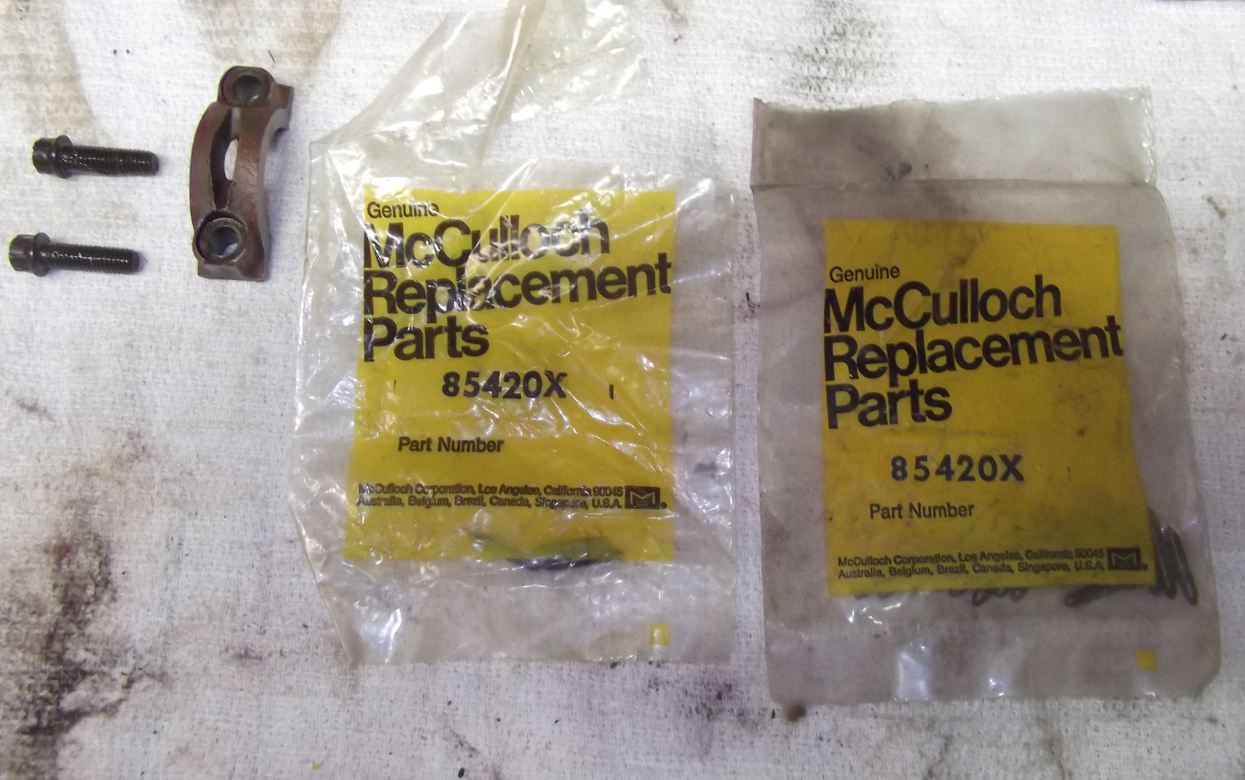 Genuine
McCulloch
Replacement
Parts
85420X
Part Number
McCulloch Corporation, Los Angeles, California 90045
Australia, Belgium, Brazil, Canada, Singapore, U.S.A.
Genuine
McCulloch
Replacement
Parts
85420X
Part Number
McCulloch Corporation, Los Angeles, California 90045
Australia, Belgium, Brazil, Canada, Singapore, U.S.A.